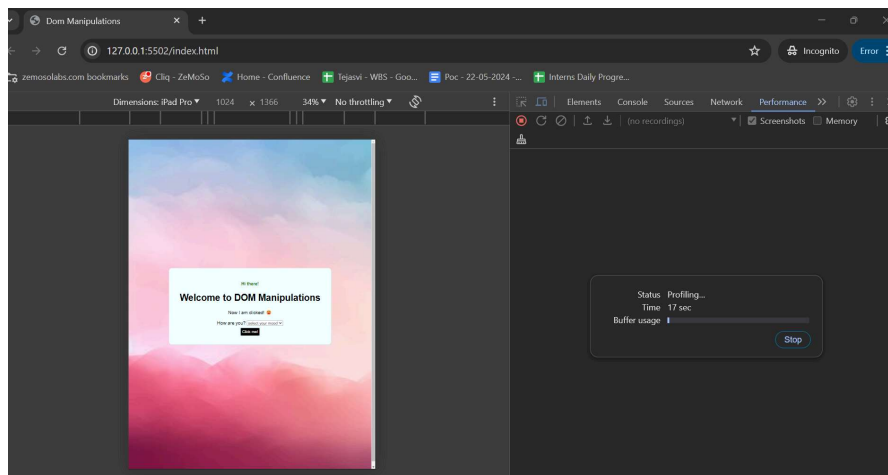 Dom Manipulations
127.0.0.1:5502/index.html
Incognito
Error
zemosolabs.com bookmarks
Cliq - ZeMoSo
Home - Confluence
Tejasvi - WBS - Goo...
Poc - 22-05-2024 -...
Interns Daily Progre...
Dimensions: iPad Pro 1024 × 1366 34% No throttling
Elements Console Sources Network Performance
(no recordings) Screenshots Memory
Hi there!
Welcome to DOM Manipulations
Now I am clicked!
How are you? select your mood
Click me!
Status Profiling...
Time 17 sec
Buffer usage
Stop